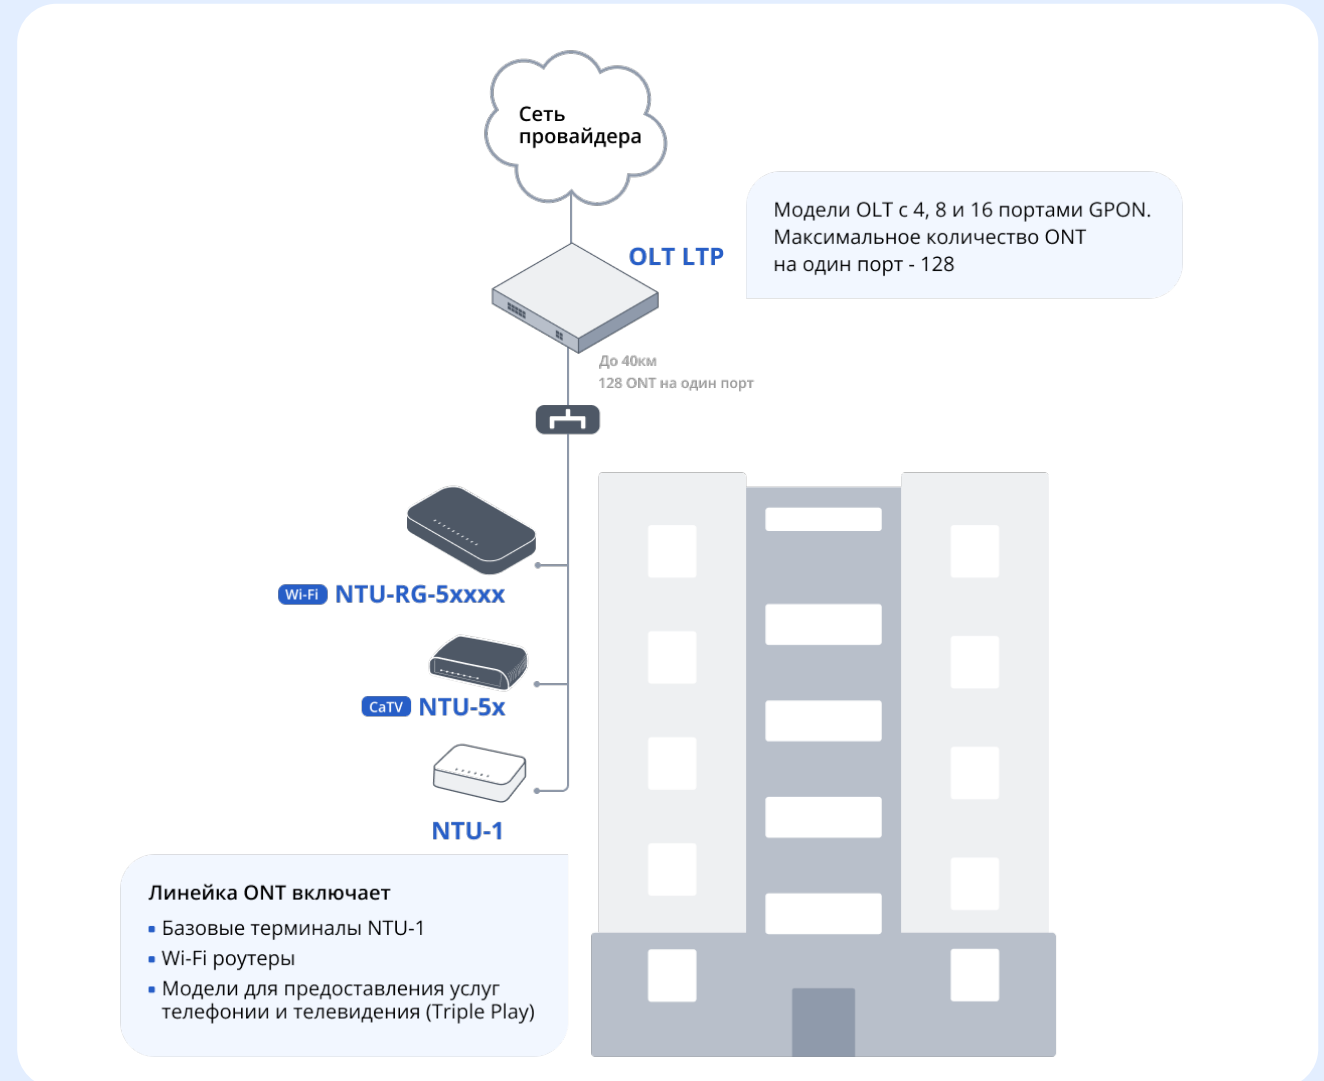 Сеть
провайдера
OLT LTP
Модели OLT с 4, 8 и 16 портами GPON.
Максимальное количество ONT
на один порт - 128
До 40км
128 ONT на один порт
Wi-Fi NTU-RG-5xxxx
CaTV NTU-5x
NTU-1
Линейка ONT включает
Базовые терминалы NTU-1
Wi-Fi роутеры
Модели для предоставления услуг
телефонии и телевидения (Triple Play)